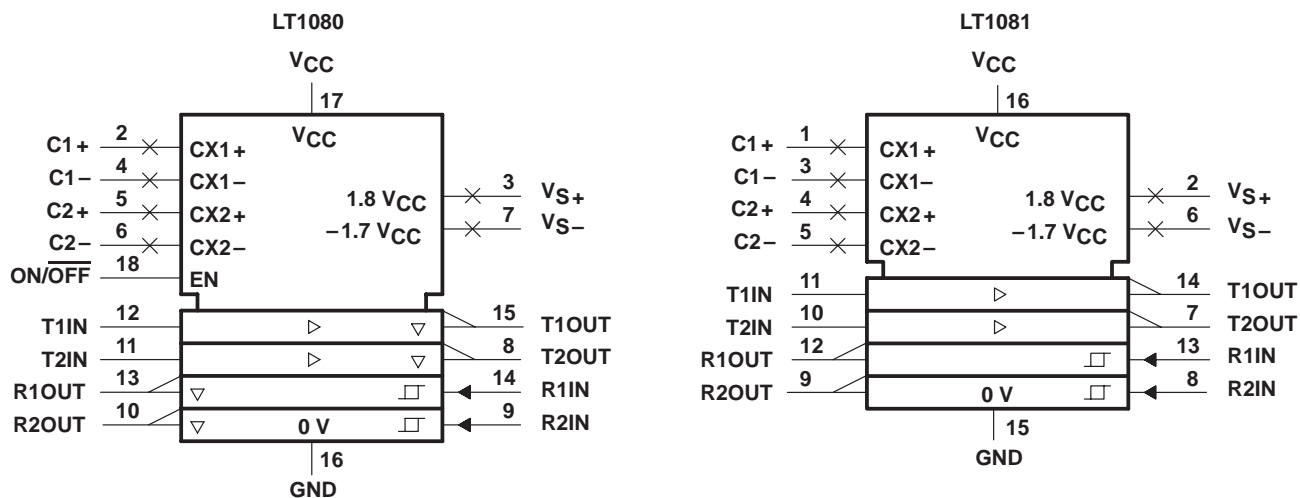 LT1080
VCC
17
VCC
C1+ 2 CX1+
C1− 4 CX1−
C2+ 5 CX2+
C2− 6 CX2−
ON/OFF 18 EN
1.8 VCC 3 VS+
−1.7 VCC 7 VS−
T1IN 12 15 T1OUT
T2IN 11 8 T2OUT
R1OUT 13 14 R1IN
R2OUT 10 0 V 9 R2IN
16
GND
LT1081
VCC
16
VCC
C1+ 1 CX1+
C1− 3 CX1−
C2+ 4 CX2+
C2− 5 CX2−
1.8 VCC 2 VS+
−1.7 VCC 6 VS−
T1IN 11 14 T1OUT
T2IN 10 7 T2OUT
R1OUT 12 13 R1IN
R2OUT 9 0 V 8 R2IN
15
GND